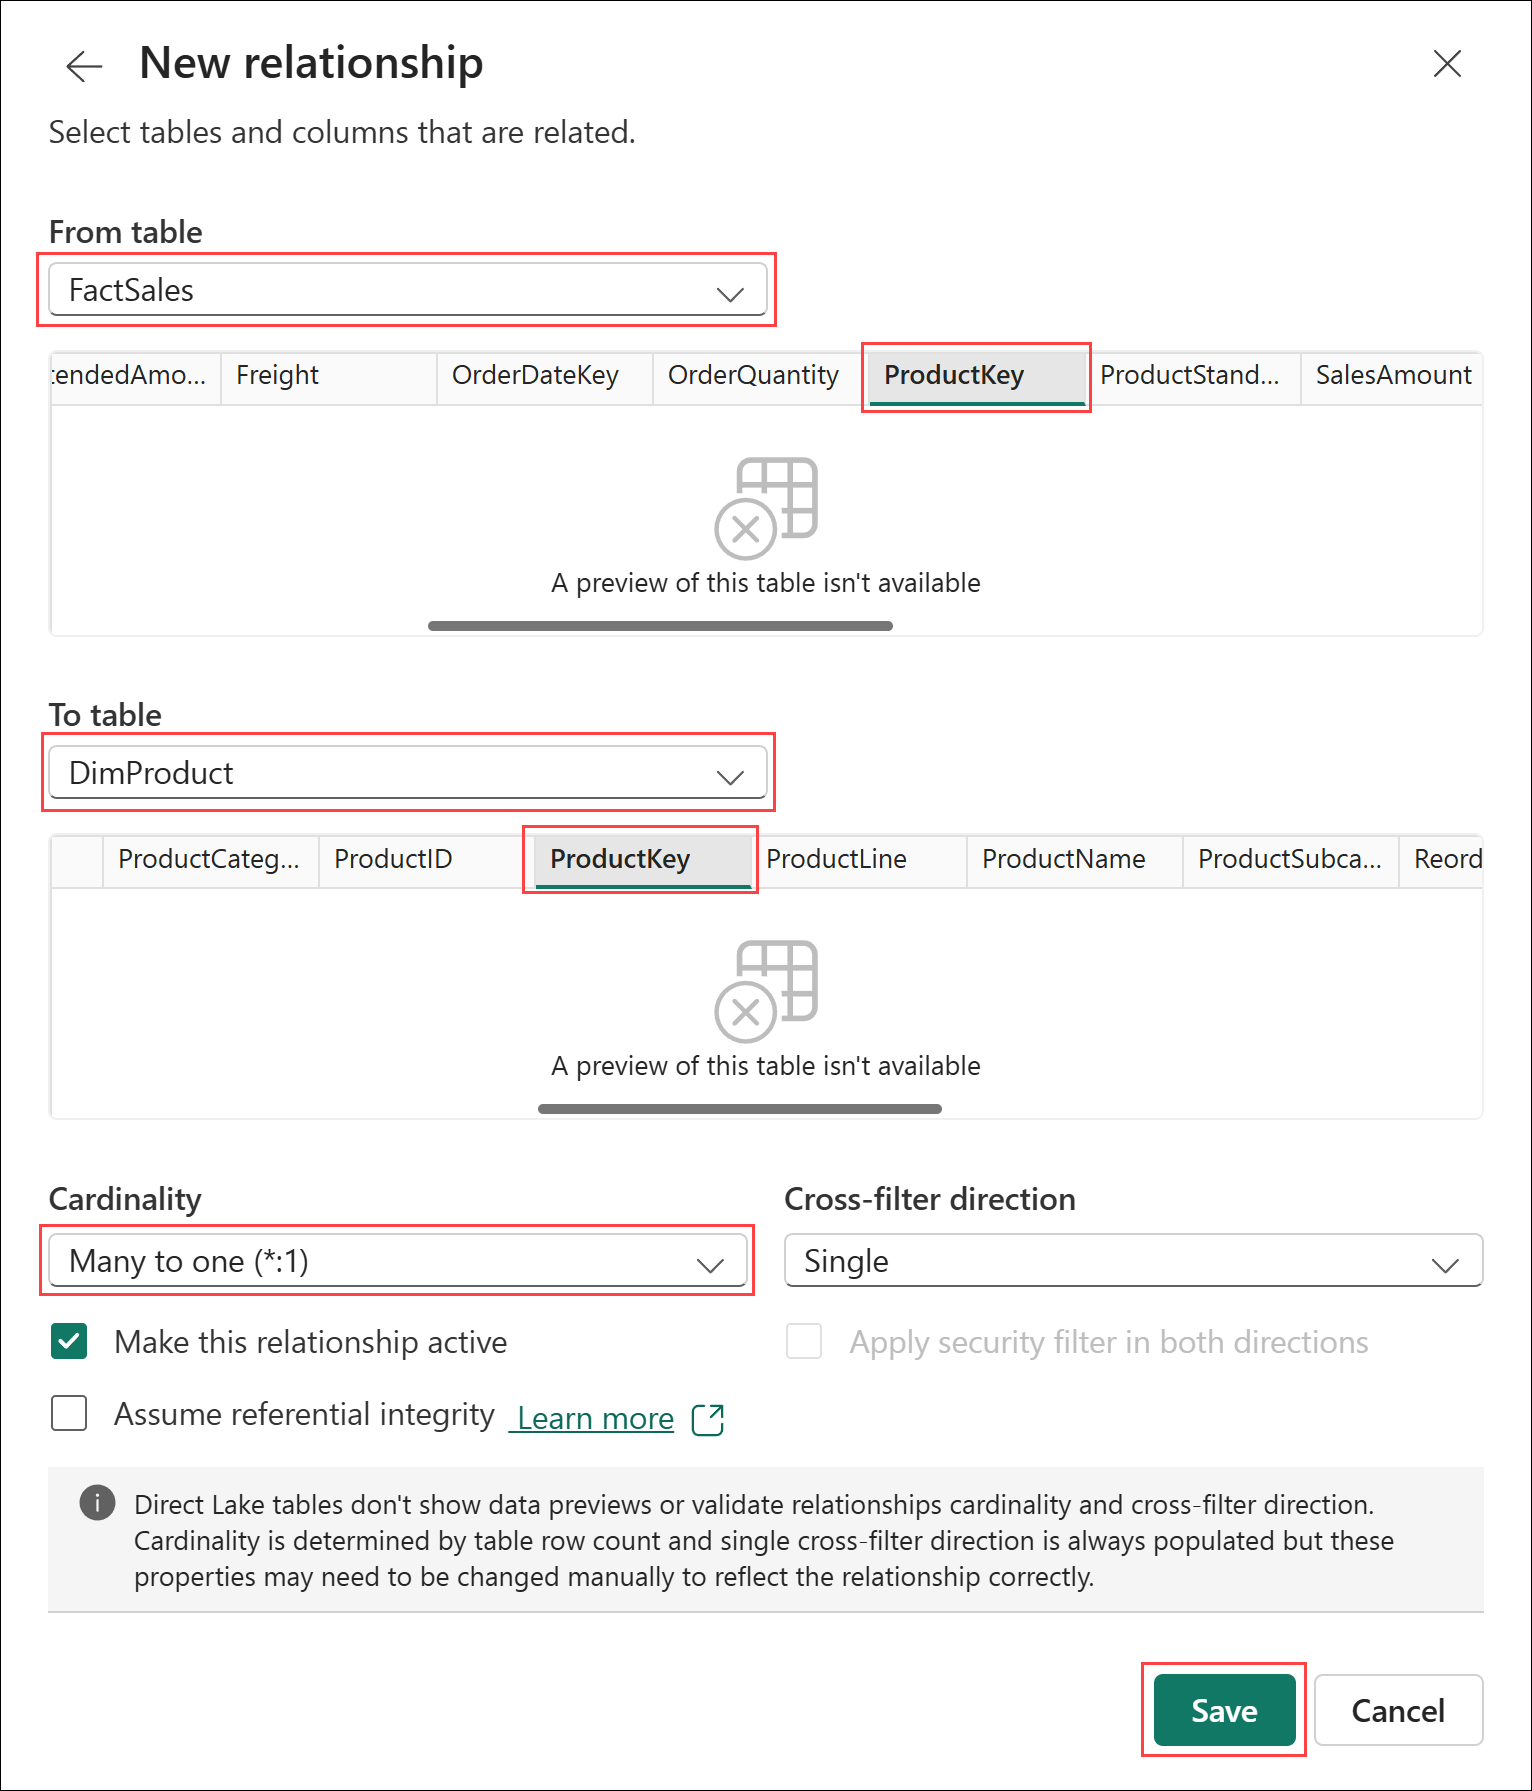 New relationship
Select tables and columns that are related.
From table
FactSales
tendedAmo... Freight OrderDateKey OrderQuantity ProductKey ProductStand... SalesAmount
A preview of this table isn't available
To table
DimProduct
ProductCateg... ProductID ProductKey ProductLine ProductName ProductSubca... Reord
A preview of this table isn't available
Cardinality Cross-filter direction
Many to one (*:1) Single
Make this relationship active Apply security filter in both directions
Assume referential integrity Learn more
Direct Lake tables don't show data previews or validate relationships cardinality and cross-filter direction.
Cardinality is determined by table row count and single cross-filter direction is always populated but these
properties may need to be changed manually to reflect the relationship correctly.
Save Cancel